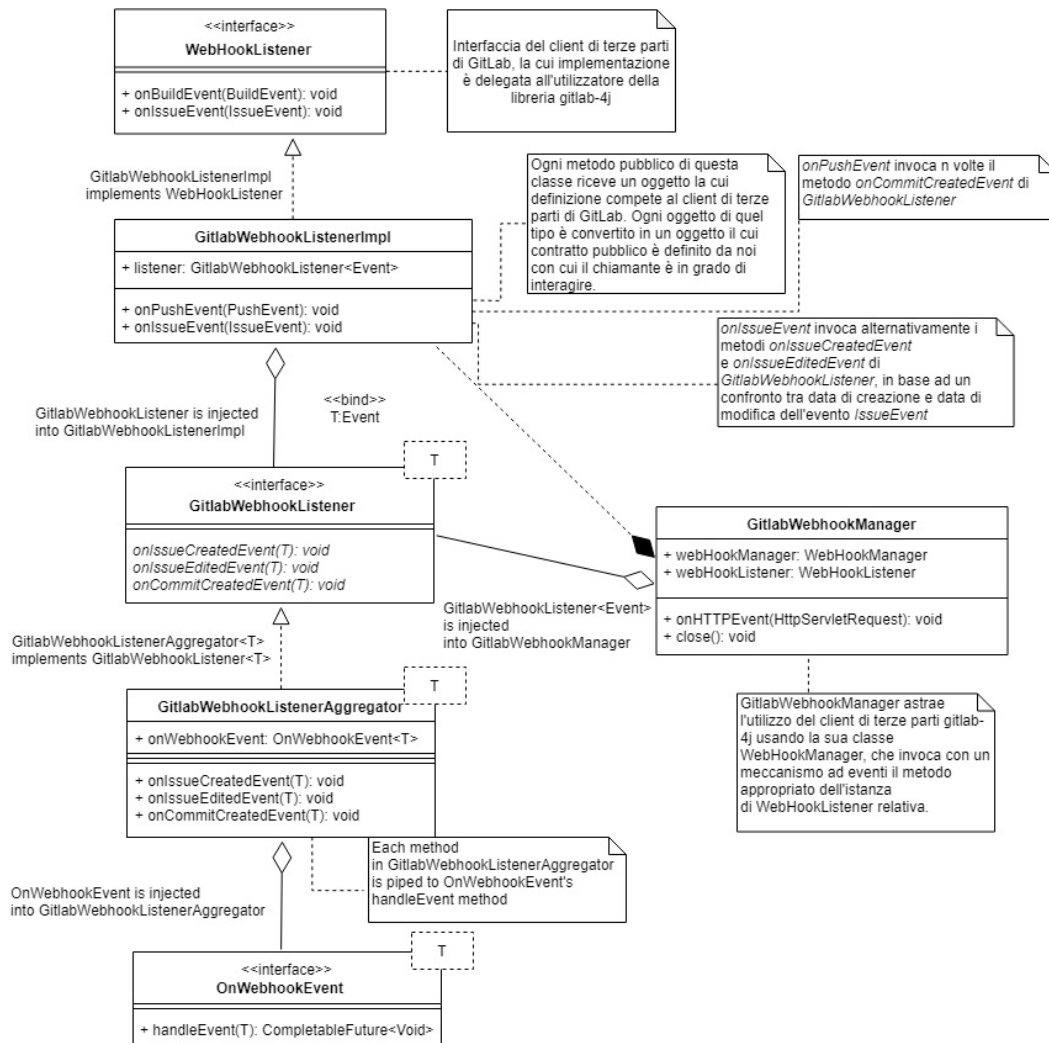 <<interface>>
WebHookListener
+ onBuildEvent(BuildEvent): void
+ onIssueEvent(IssueEvent): void
Interfaccia del client di terze parti
di GitLab, la cui implementazione
è delegata all'utilizzatore della
libreria gitlab-4j
GitlabWebhookListenerImpl
implements WebHookListener
Ogni metodo pubblico di questa
classe riceve un oggetto la cui
definizione compete al client di terze
parti di GitLab. Ogni oggetto di quel
tipo è convertito in un oggetto il cui
contratto pubblico è definito da noi
con cui il chiamante è in grado di
interagire.
onPushEvent invoca n volte il
metodo onCommitCreatedEvent di
GitlabWebhookListener
GitlabWebhookListenerImpl
+ listener: GitlabWebhookListener<Event>
+ onPushEvent(PushEvent): void
+ onIssueEvent(IssueEvent): void
onIssueEvent invoca alternativamente i
metodi onIssueCreatedEvent
e onIssueEditedEvent di
GitlabWebhookListener, in base ad un
confronto tra data di creazione e data di
modifica dell'evento IssueEvent
GitlabWebhookListener is injected
into GitlabWebhookListenerImpl
<<bind>>
T:Event
T
<<interface>>
GitlabWebhookListener
onIssueCreatedEvent(T): void
onIssueEditedEvent(T): void
onCommitCreatedEvent(T): void
GitlabWebhookManager
+ webHookManager: WebHookManager
+ webHookListener: WebHookListener
+ onHTTPEvent(HttpServletRequest): void
+ close(): void
GitlabWebhookListener<Event>
is injected
into GitlabWebhookManager
GitlabWebhookListenerAggregator<T>
implements GitlabWebhookListener<T>
T
GitlabWebhookListenerAggregator
+ onWebhookEvent: OnWebhookEvent<T>
+ onIssueCreatedEvent(T): void
+ onIssueEditedEvent(T): void
+ onCommitCreatedEvent(T): void
GitlabWebhookManager astrae
l'utilizzo del client di terze parti gitlab-
4j usando la sua classe
WebHookManager, che invoca con un
meccanismo ad eventi il metodo
appropriato dell'istanza
di WebHookListener relativa.
Each method
in GitlabWebhookListenerAggregator
is piped to OnWebhookEvent's
handleEvent method
OnWebhookEvent is injected
into GitlabWebhookListenerAggregator
T
<<interface>>
OnWebhookEvent
+ handleEvent(T): CompletableFuture<Void>